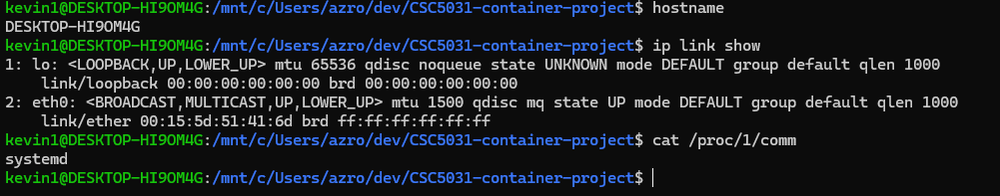 kevin1@DESKTOP-HI9OM4G:/mnt/c/Users/azro/dev/CSC5031-container-project$ hostname
DESKTOP-HI9OM4G
kevin1@DESKTOP-HI9OM4G:/mnt/c/Users/azro/dev/CSC5031-container-project$ ip link show
1: lo: <LOOPBACK,UP,LOWER_UP> mtu 65536 qdisc noqueue state UNKNOWN mode DEFAULT group default qlen 1000
    link/loopback 00:00:00:00:00:00 brd 00:00:00:00:00:00
2: eth0: <BROADCAST,MULTICAST,UP,LOWER_UP> mtu 1500 qdisc mq state UP mode DEFAULT group default qlen 1000
    link/ether 00:15:5d:51:41:6d brd ff:ff:ff:ff:ff:ff
kevin1@DESKTOP-HI9OM4G:/mnt/c/Users/azro/dev/CSC5031-container-project$ cat /proc/1/comm
systemd
kevin1@DESKTOP-HI9OM4G:/mnt/c/Users/azro/dev/CSC5031-container-project$